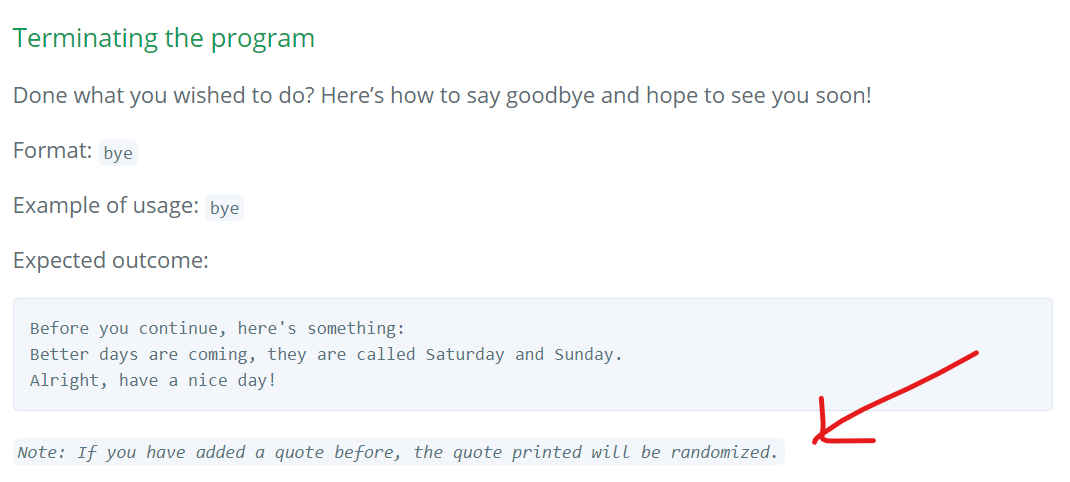 Terminating the program
Done what you wished to do? Here’s how to say goodbye and hope to see you soon!
Format: bye
Example of usage: bye
Expected outcome:
Before you continue, here's something:
Better days are coming, they are called Saturday and Sunday.
Alright, have a nice day!
Note: If you have added a quote before, the quote printed will be randomized.